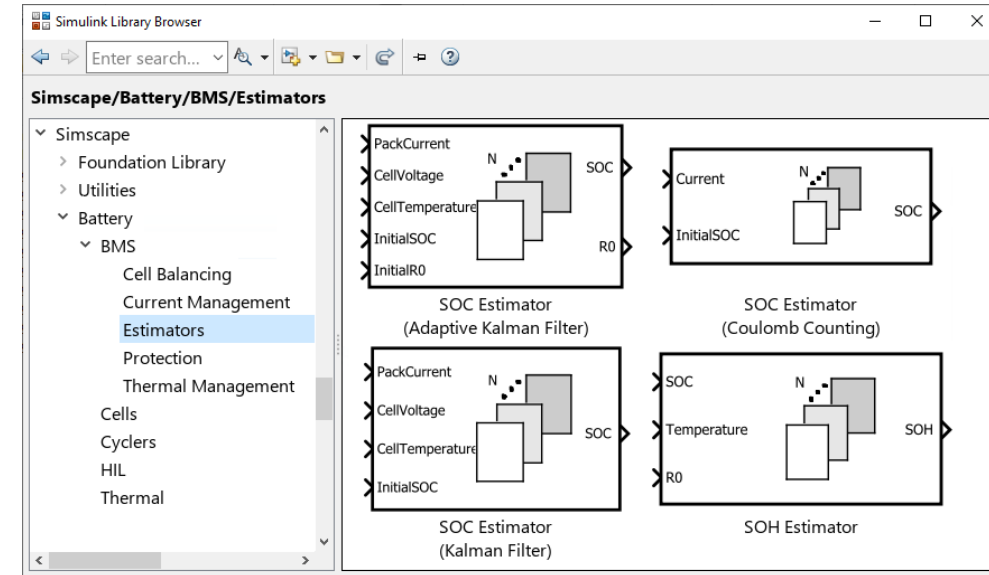 Simulink Library Browser
Enter search...
Simscape/Battery/BMS/Estimators
Simscape
Foundation Library
Utilities
Battery
BMS
Cell Balancing
Current Management
Estimators
Protection
Thermal Management
Cells
Cyclers
HIL
Thermal
PackCurrent
CellVoltage
CellTemperature
InitialSOC
InitialR0
N
SOC
R0
SOC Estimator
(Adaptive Kalman Filter)
Current
InitialSOC
N
SOC
SOC Estimator
(Coulomb Counting)
PackCurrent
CellVoltage
CellTemperature
InitialSOC
N
SOC
SOC Estimator
(Kalman Filter)
SOC
Temperature
R0
N
SOH
SOH Estimator